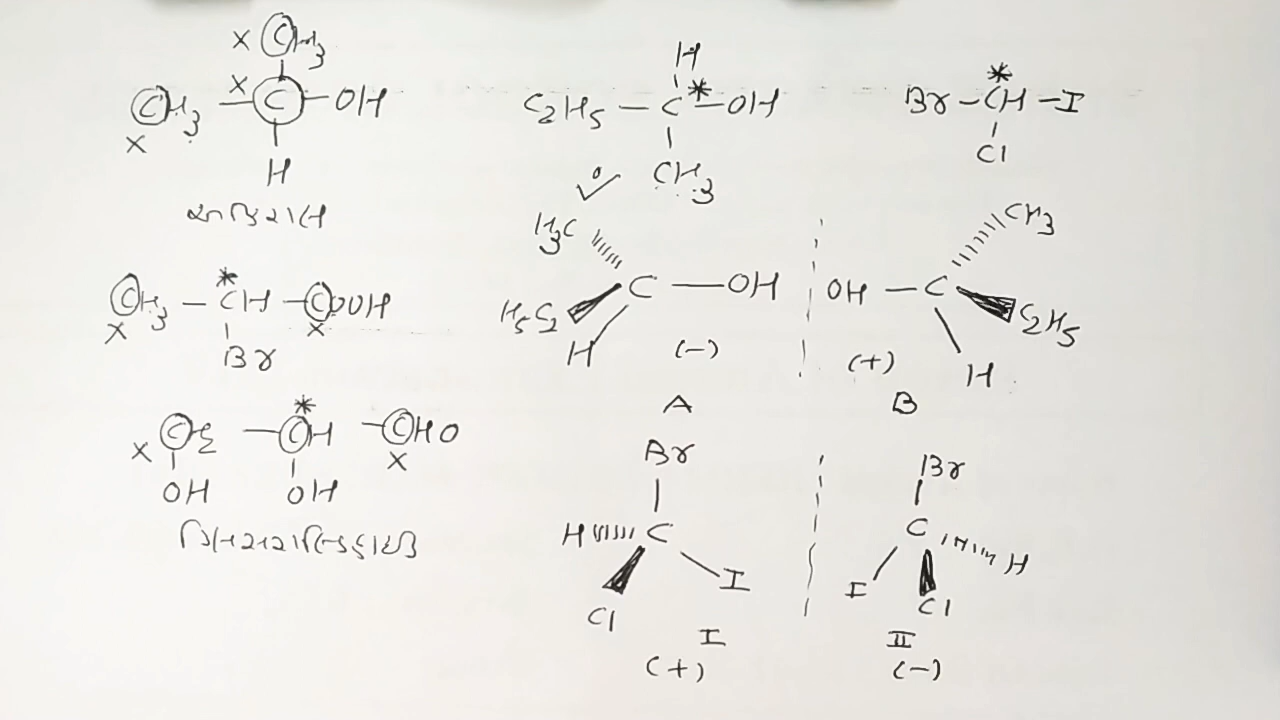 CH3
x
CH3 — C — OH
x
x
H
અકિરાલ
H
C2H5 — C* — OH
CH3
*
Br — CH — I
Cl
*
CH3 — CH — COOH
x
x
Br
H3C
H5C2
C — OH
H
(-)
A
CH3
OH — C
C2H5
(+)
H
B
*
x
CH — CHO
x
OH
OH
Br
H
C
I
Cl
I
(+)
Br
C
H
I
Cl
II
(-)